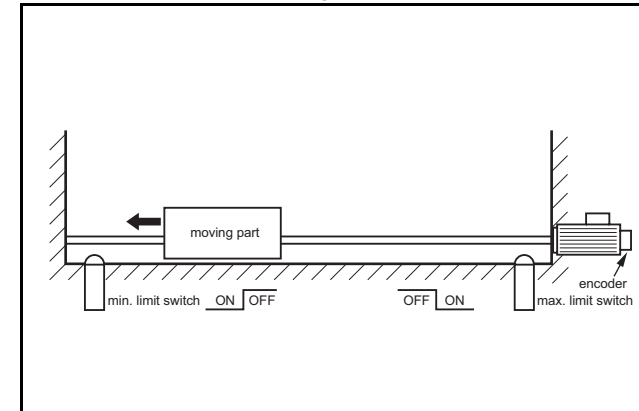 moving part
encoder
min. limit switch ON OFF OFF ON max. limit switch